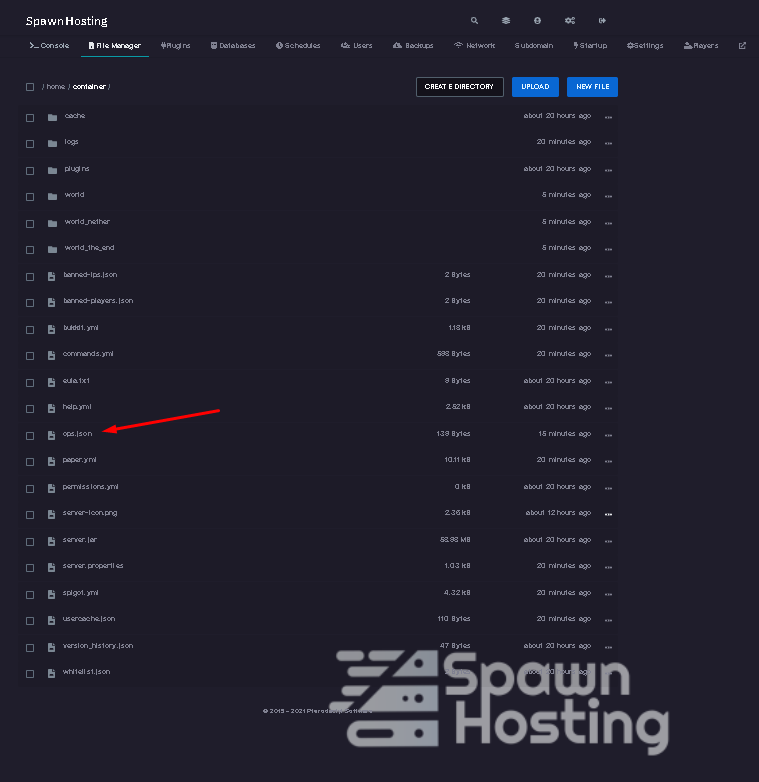 Spawn Hosting
Console File Manager Plugins Databases Schedules Users Backups Network Subdomain Startup Settings Players
/ home / container / CREATE DIRECTORY UPLOAD NEW FILE
cache about 20 hours ago
logs 20 minutes ago
plugins about 20 hours ago
world 5 minutes ago
world_nether 5 minutes ago
world_the_end 5 minutes ago
banned-ips.json 2 Bytes 20 minutes ago
banned-players.json 2 Bytes 20 minutes ago
bukkit.yml 1.18 kB 20 minutes ago
commands.yml 598 Bytes 20 minutes ago
eula.txt 9 Bytes about 20 hours ago
help.yml 2.52 kB about 20 hours ago
ops.json 139 Bytes 15 minutes ago
paper.yml 10.11 kB 20 minutes ago
permissions.yml 0 kB about 20 hours ago
server-icon.png 2.36 kB about 12 hours ago
server.jar MB about 20 hours ago
server.properties 1.03 kB 20 minutes ago
spigot.yml 4.32 kB 20 minutes ago
usercache.json 110 Bytes 20 minutes ago
version_history.json 47 Bytes about 20 hours ago
whitelist.json about 20 hours ago
Spawn
Hosting
© 2015 - 2021 Pterodactyl Software